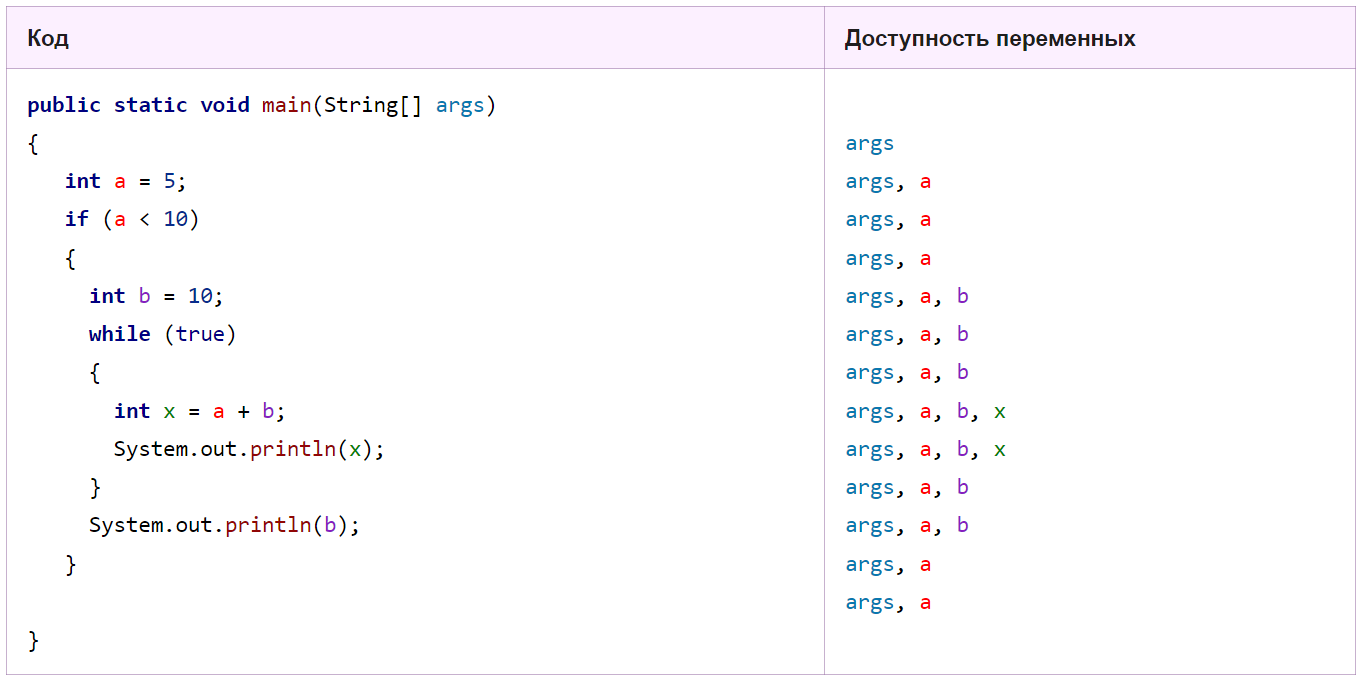 Код	Доступность переменных
public static void main(String[] args)
{	args
   int a = 5;	args, a
   if (a < 10)	args, a
   {	args, a
     int b = 10;	args, a, b
     while (true)	args, a, b
     {	args, a, b
       int x = a + b;	args, a, b, x
       System.out.println(x);	args, a, b, x
     }	args, a, b
     System.out.println(b);	args, a, b
   }	args, a
	args, a
}